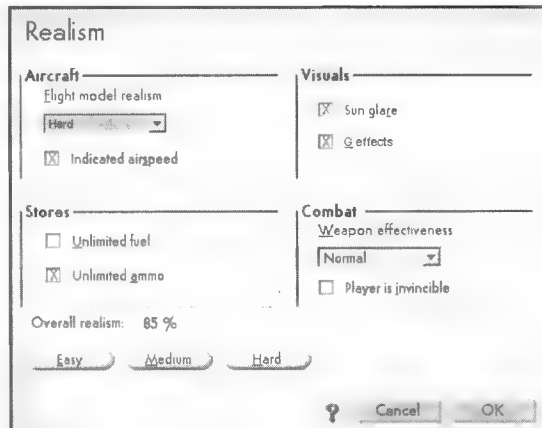 Realism
Aircraft
Flight model realism
Hard
Indicated airspeed
Visuals
Sun glare
G effects
Stores
Unlimited fuel
Unlimited ammo
Combat
Weapon effectiveness
Normal
Player is invincible
Overall realism: 85 %
Easy Medium Hard
? Cancel OK